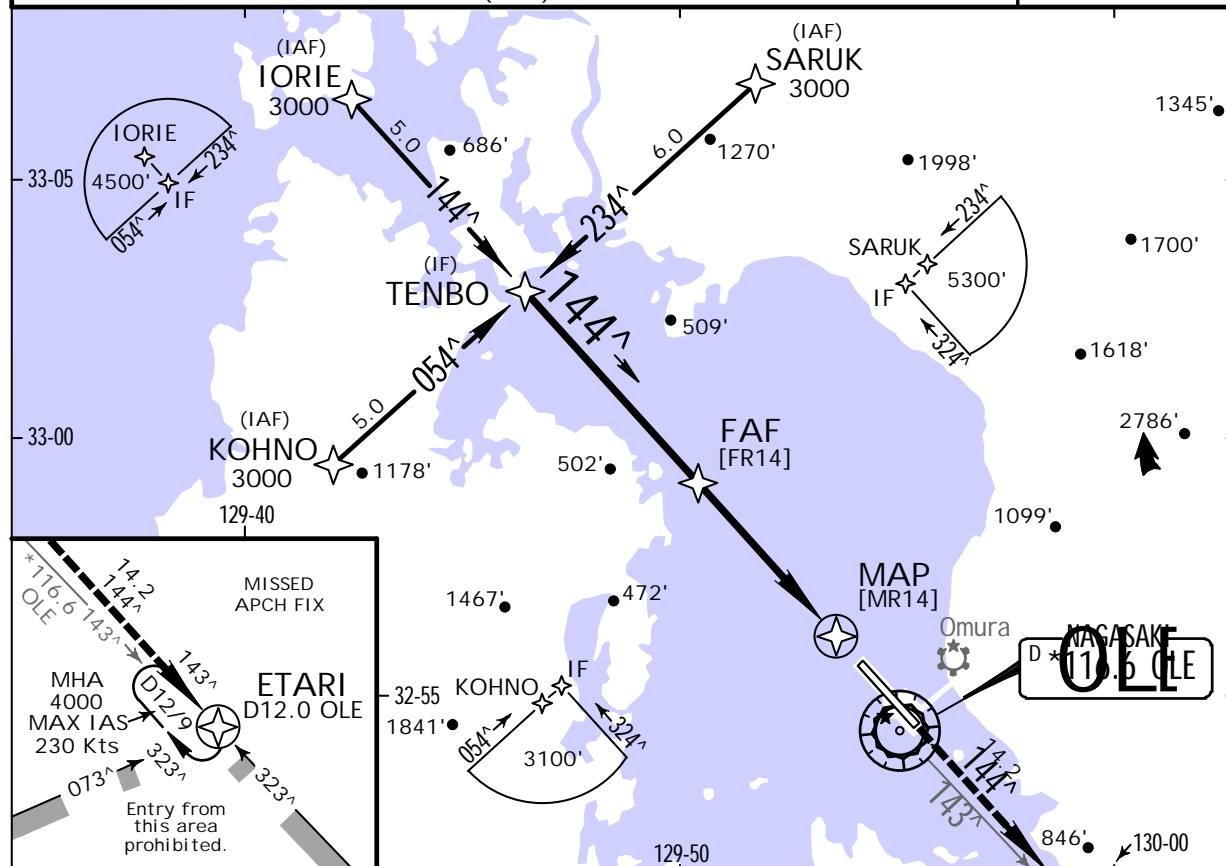 (IAF)
IORIE
3000
(IAF)
SARUK
3000
1345'
IORIE
4500'
234^
IF
054^
5.0
686'
6.0
1270'
1998'
33-05
144^
234^
234^
SARUK
5300'
IF
324^
1700'
(IF)
TENBO
144^
509'
1618'
054^
5.0
2786'
(IAF)
KOHNO
3000
33-00
1178'
502'
FAF
[FR14]
129-40
1099'
14.2
144^
*116.6 143^
OLE
MISSED
APCH FIX
143^
MHA
4000
MAX IAS
230 Kts
D12/9
ETARI
D12.0 OLE
073^
323^
323^
Entry from
this area
prohibited.
1467'
472'
MAP
[MR14]
Omura
NAGASAKI
D *116.6 OLE
OLE
32-55
KOHNO
IF
1841'
054^
324^
3100'
14.2
144^
143^
846'
129-50
130-00